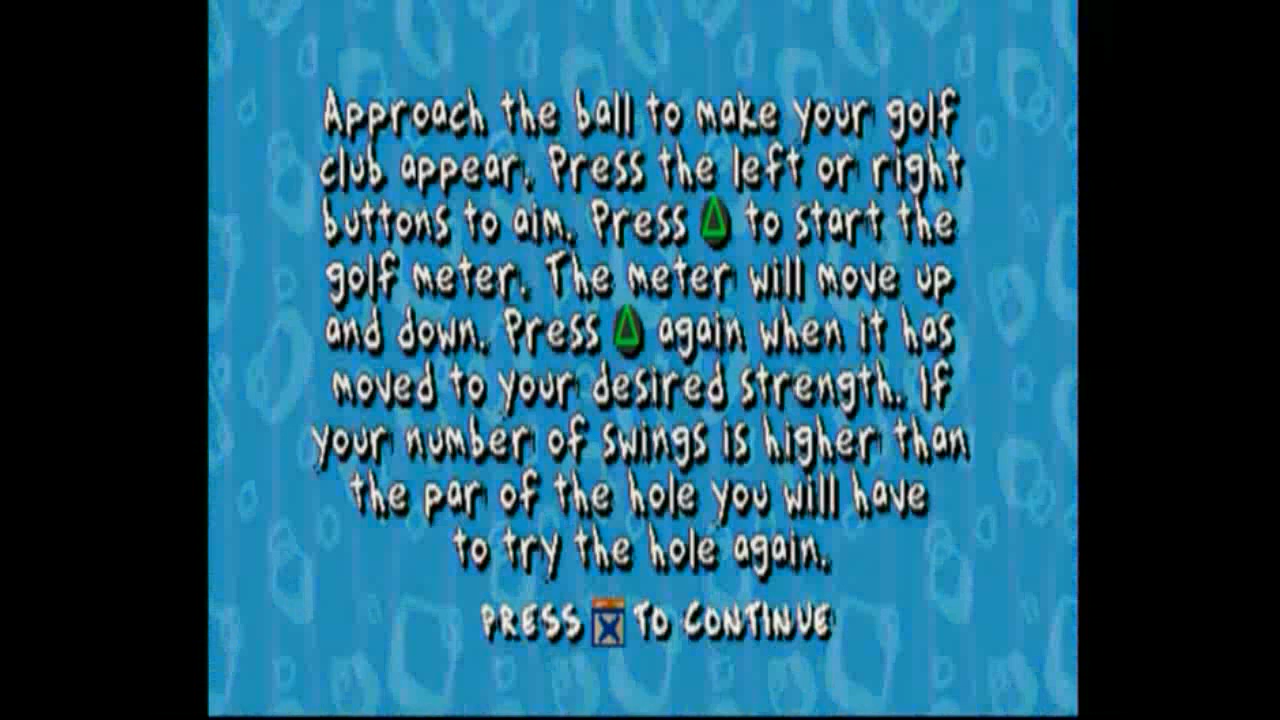 Approach the ball to make your golf
club appear. Press the left or right
buttons to aim. Press △ to start the
golf meter. The meter will move up
and down. Press △ again when it has
moved to your desired strength. If
your number of swings is higher than
the par of the hole you will have
to try the hole again.
PRESS X TO CONTINUE